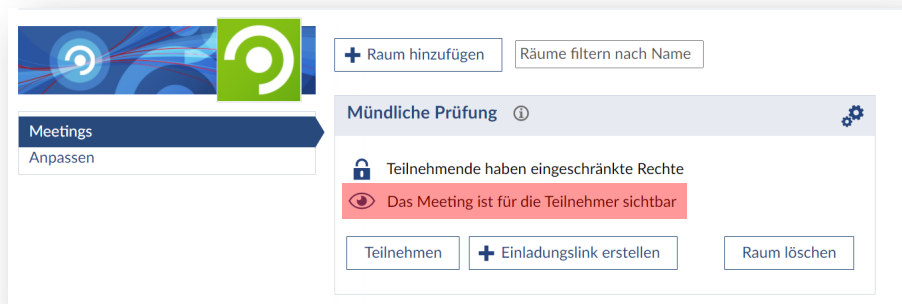 Raum hinzufügen
Räume filtern nach Name
Meetings
Anpassen
Mündliche Prüfung
Teilnehmende haben eingeschränkte Rechte
Das Meeting ist für die Teilnehmer sichtbar
Teilnehmen
Einladungslink erstellen
Raum löschen